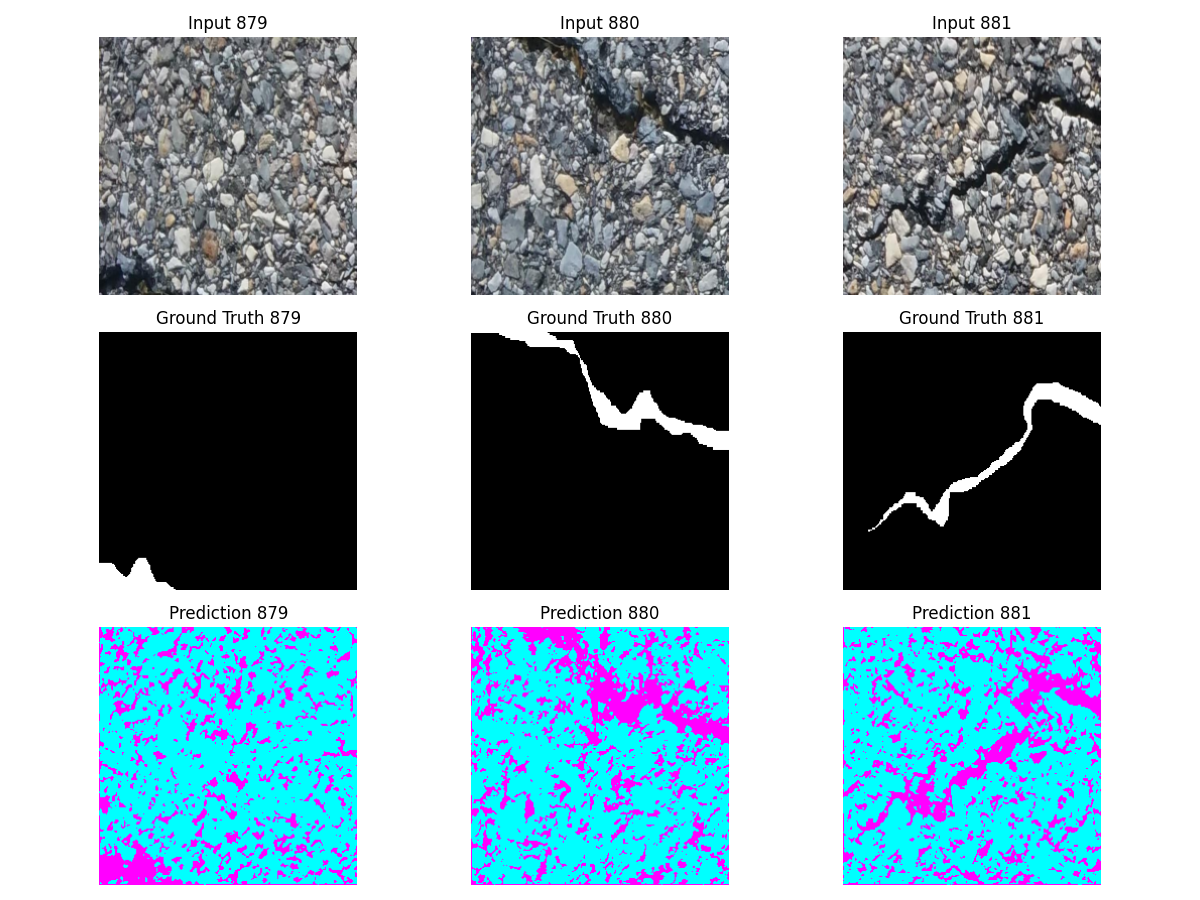 Input 879
Input 880
Input 881
Ground Truth 879
Ground Truth 880
Ground Truth 881
Prediction 879
Prediction 880
Prediction 881